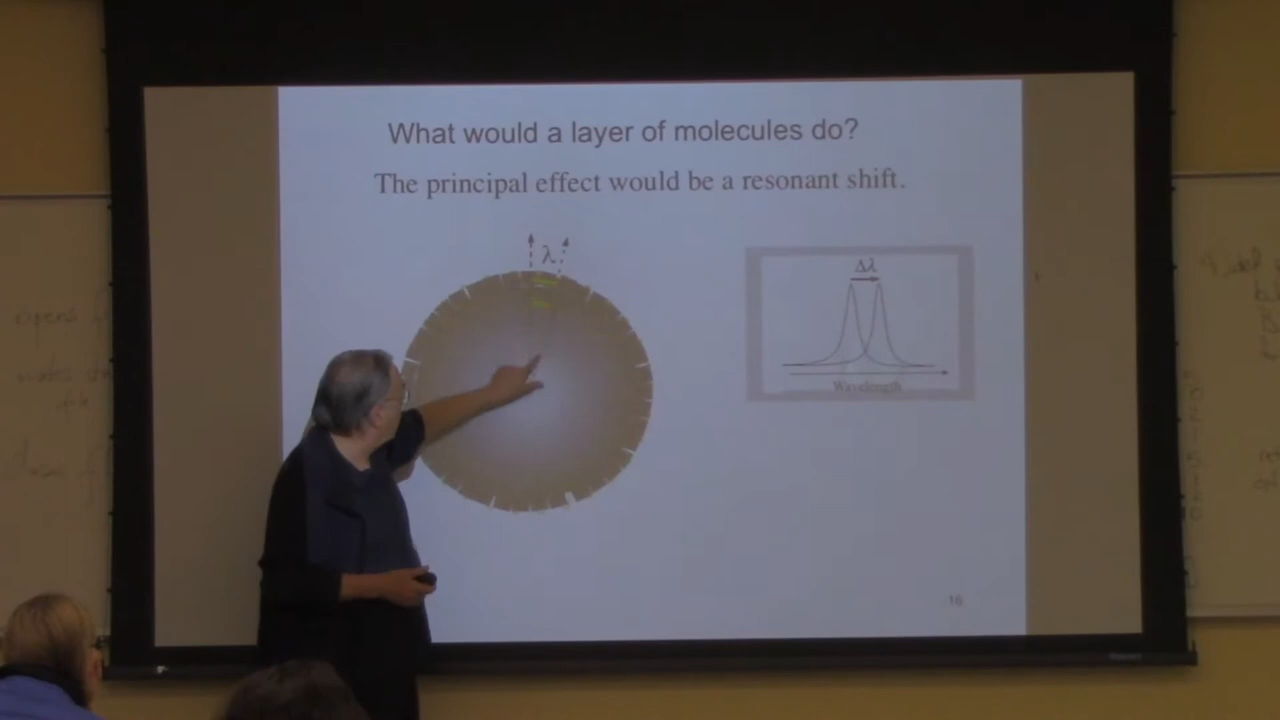 What would a layer of molecules do?
The principal effect would be a resonant shift.
λ
Δλ
Wavelength
16